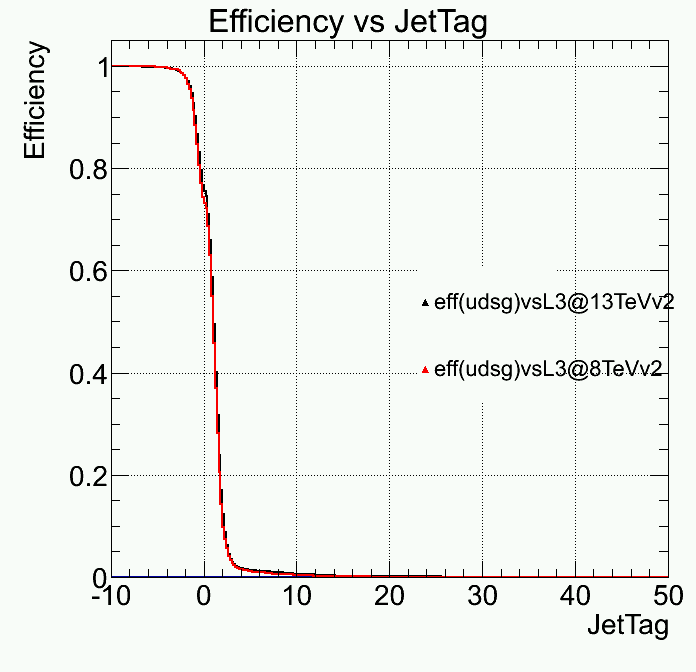 Efficiency vs JetTag
Efficiency
1
0.8
0.6
0.4
0.2
0
eff(udsg)vsL3@13TeVv2
eff(udsg)vsL3@8TeVv2
-10 0 10 20 30 40 50
JetTag